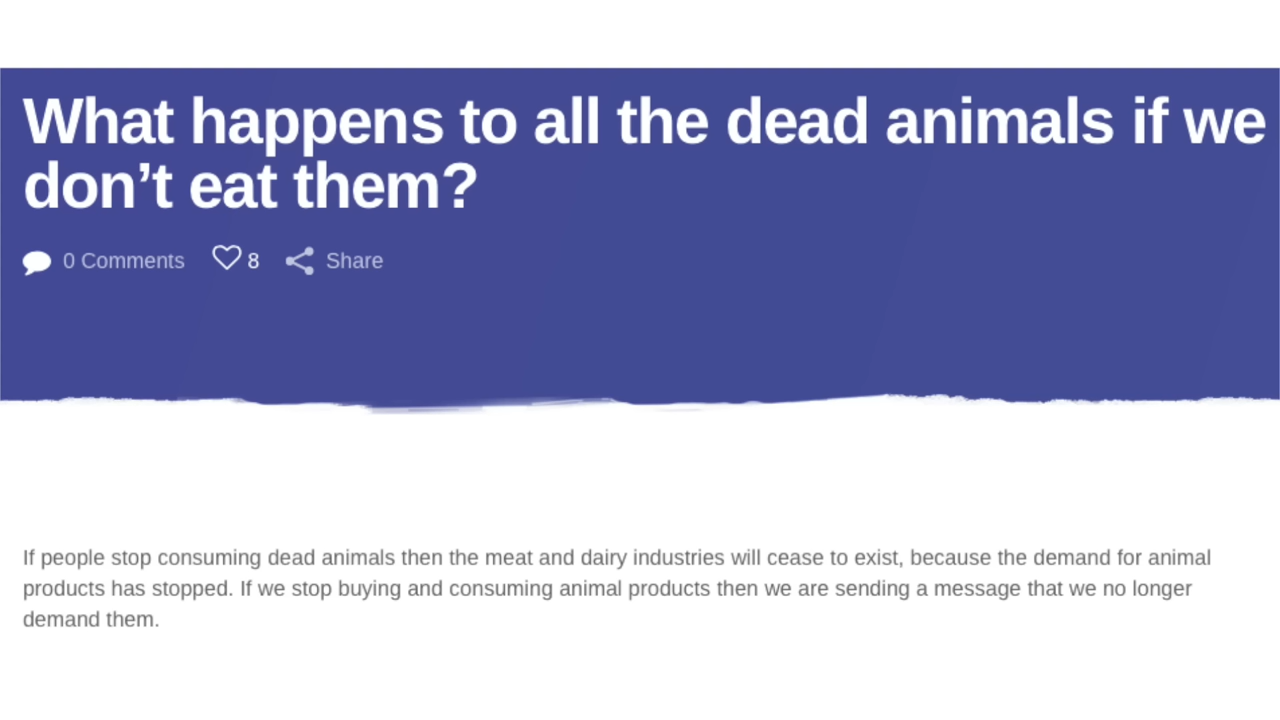 What happens to all the dead animals if we
don’t eat them?
0 Comments 8 Share
If people stop consuming dead animals then the meat and dairy industries will cease to exist, because the demand for animal
products has stopped. If we stop buying and consuming animal products then we are sending a message that we no longer
demand them.